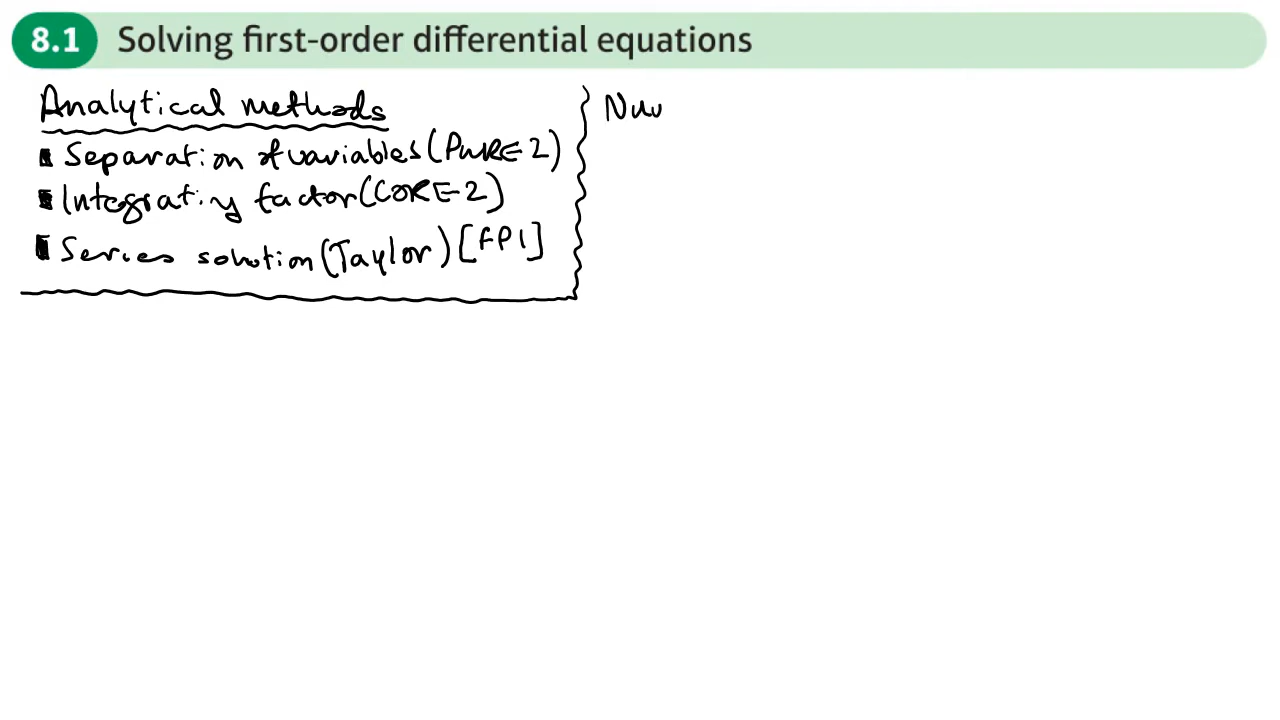 8.1 Solving first-order differential equations
Analytical methods
Separation of variables (PURE 2)
Integrating factor (CORE 2)
Series solution (Taylor) [FP1]
Num